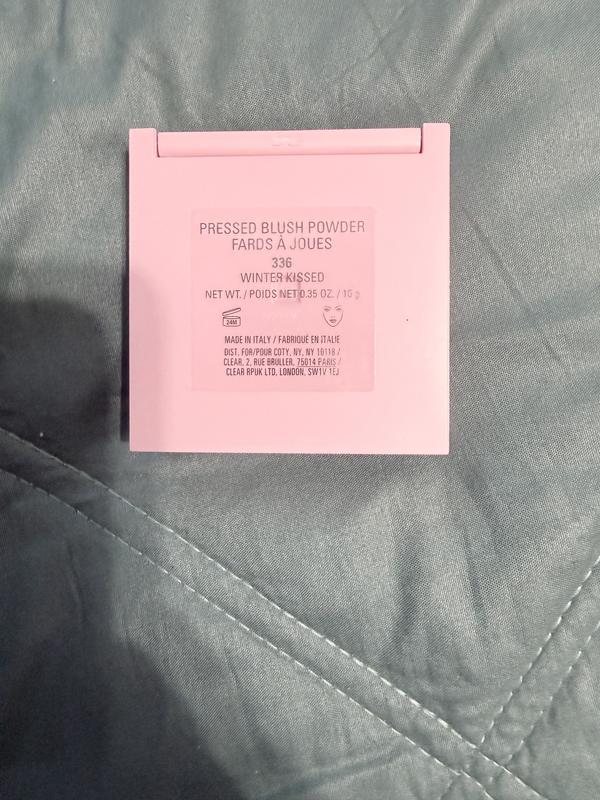 PRESSED BLUSH POWDER
FARDS À JOUES
336
WINTER KISSED
NET WT. / POIDS NET 0.35 OZ. / 10 g
24M
MADE IN ITALY / FABRIQUÉ EN ITALIE
DIST. FOR/POUR COTY, NY, NY 10118 /
CLEAR, 2, RUE BRULLER, 75014 PARIS /
CLEAR RPUK LTD, LONDON, SW1V 1EJ